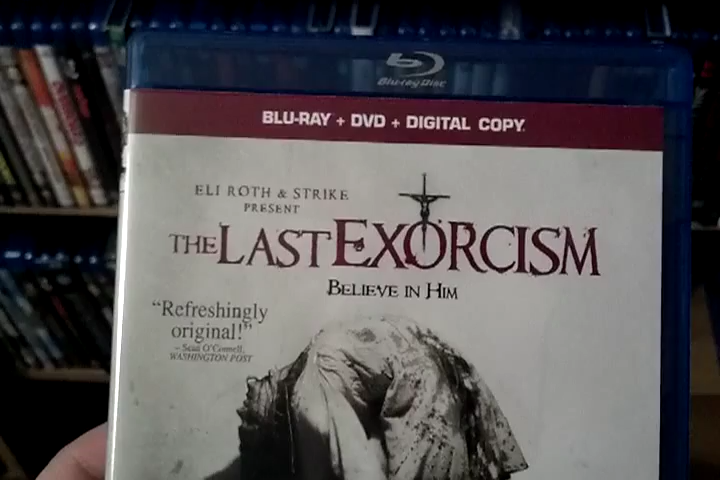 Blu-ray Disc
BLU-RAY + DVD + DIGITAL COPY
ELI ROTH & STRIKE
PRESENT
THE LAST EXORCISM
BELIEVE IN HIM
"Refreshingly
original!"
– Sean O'Connell,
WASHINGTON POST